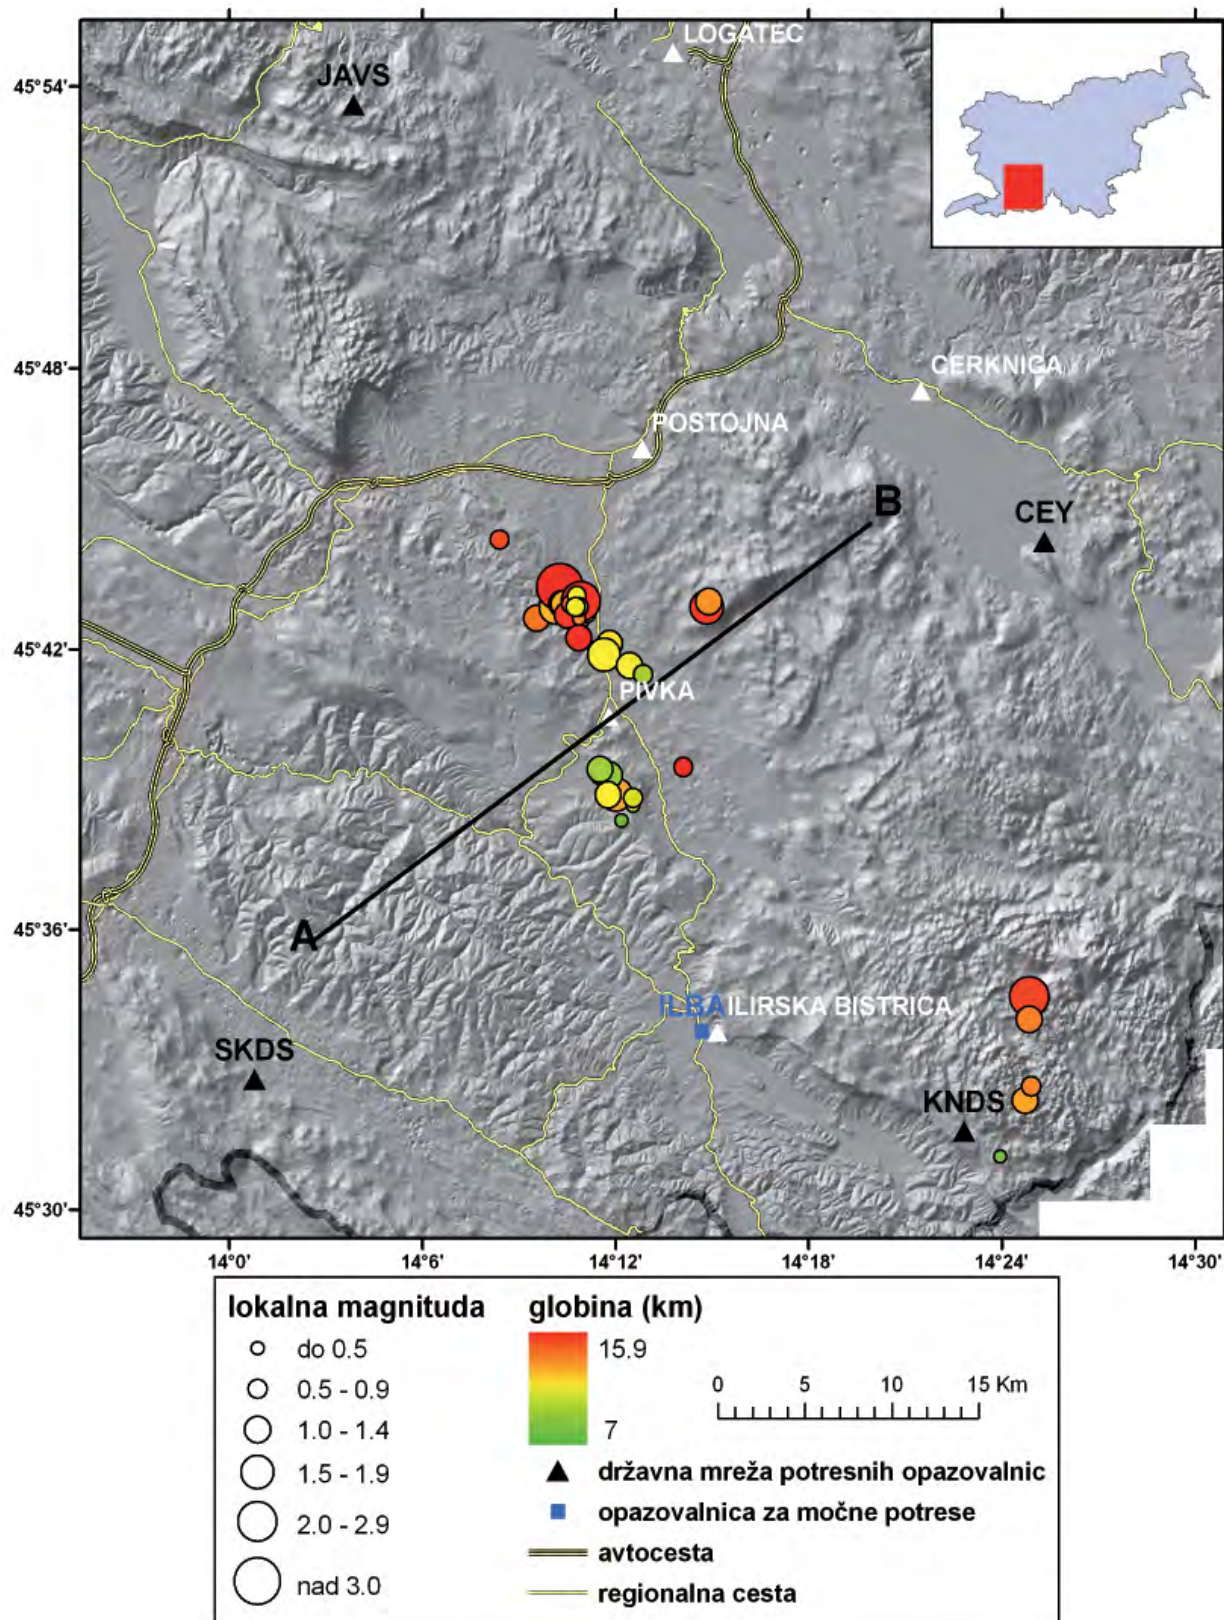 LOGATEC
JAVS
45°54'
45°48'
CERKNICA
POSTOJNA
B
CEY
45°42'
PIVKA
45°36'
A
ILBA
ILIRSKA BISTRICA
SKDS
KNDS
45°30'
14°0'
14°6'
14°12'
14°18'
14°24'
14°30'
lokalna magnituda
do 0.5
0.5 - 0.9
1.0 - 1.4
1.5 - 1.9
2.0 - 2.9
nad 3.0
globina (km)
15.9
7
0 5 10 15 Km
državna mreža potresnih opazovalnic
opazovalnica za močne potrese
avtocesta
regionalna cesta